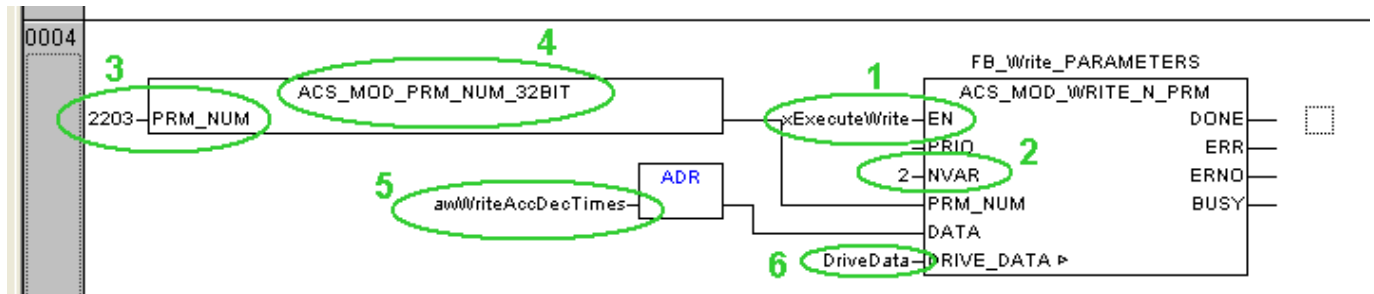 0004
4
3
1
FB_Write_PARAMETERS
ACS_MOD_PRM_NUM_32BIT
ACS_MOD_WRITE_N_PRM
2203 PRM_NUM
xExecuteWrite EN DONE
PRIO ERR
2
2 NVAR ERNO
5
ADR
awWriteAccDecTimes
PRM_NUM BUSY
DATA
6
DriveData DRIVE_DATA ▹